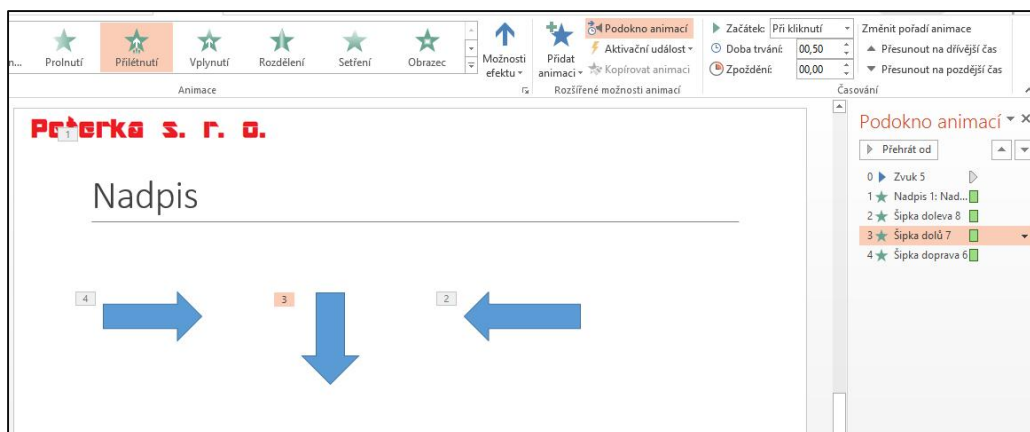 Prolnutí Přilétnutí Vplynutí Rozdělení Setření Obrazec
Možnosti efektu
Animace
Přidat animaci
Podokno animací
Aktivační událost
Kopírovat animaci
Rozšířené možnosti animací
Začátek: Při kliknutí
Doba trvání: 00,50
Zpoždění: 00,00
Změnit pořadí animace
Přesunout na dřívější čas
Přesunout na pozdější čas
Časování
1
Nadpis
4 3 2
Podokno animací
Přehrát od
0 Zvuk 5
1 Nadpis 1: Nad...
2 Šipka doleva 8
3 Šipka dolů 7
4 Šipka doprava 6